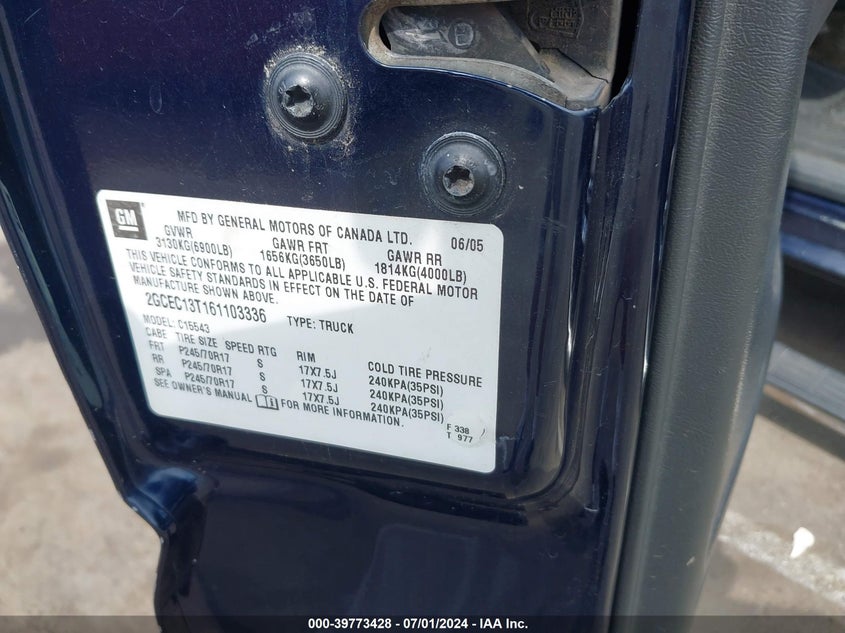 GM
MFD BY GENERAL MOTORS OF CANADA LTD. 06/05
GVWR GAWR FRT GAWR RR
3130KG(6900LB) 1656KG(3650LB) 1814KG(4000LB)
THIS VEHICLE CONFORMS TO ALL APPLICABLE U.S. FEDERAL MOTOR
VEHICLE SAFETY STANDARDS IN EFFECT ON THE DATE OF
MANUFACTURE SHOWN ABOVE.
2GCEC13T161103336 TYPE: TRUCK
MODEL: C15543
CABE TIRE SIZE SPEED RTG RIM COLD TIRE PRESSURE
FRT P245/70R17 S 17X7.5J 240KPA(35PSI)
RR P245/70R17 S 17X7.5J 240KPA(35PSI)
SPA P245/70R17 S 17X7.5J 240KPA(35PSI)
SEE OWNER'S MANUAL FOR MORE INFORMATION.
F 338
T 977
000-39773428 - 07/01/2024 - IAA Inc.